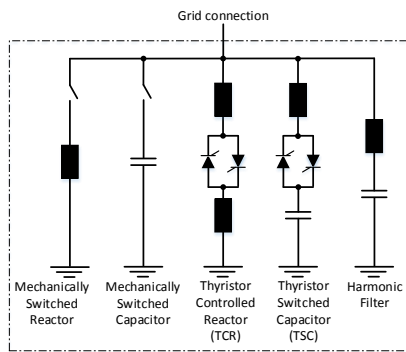 Grid connection
Mechanically
Switched
Reactor
Mechanically
Switched
Capacitor
Thyristor
Controlled
Reactor
(TCR)
Thyristor
Switched
Capacitor
(TSC)
Harmonic
Filter